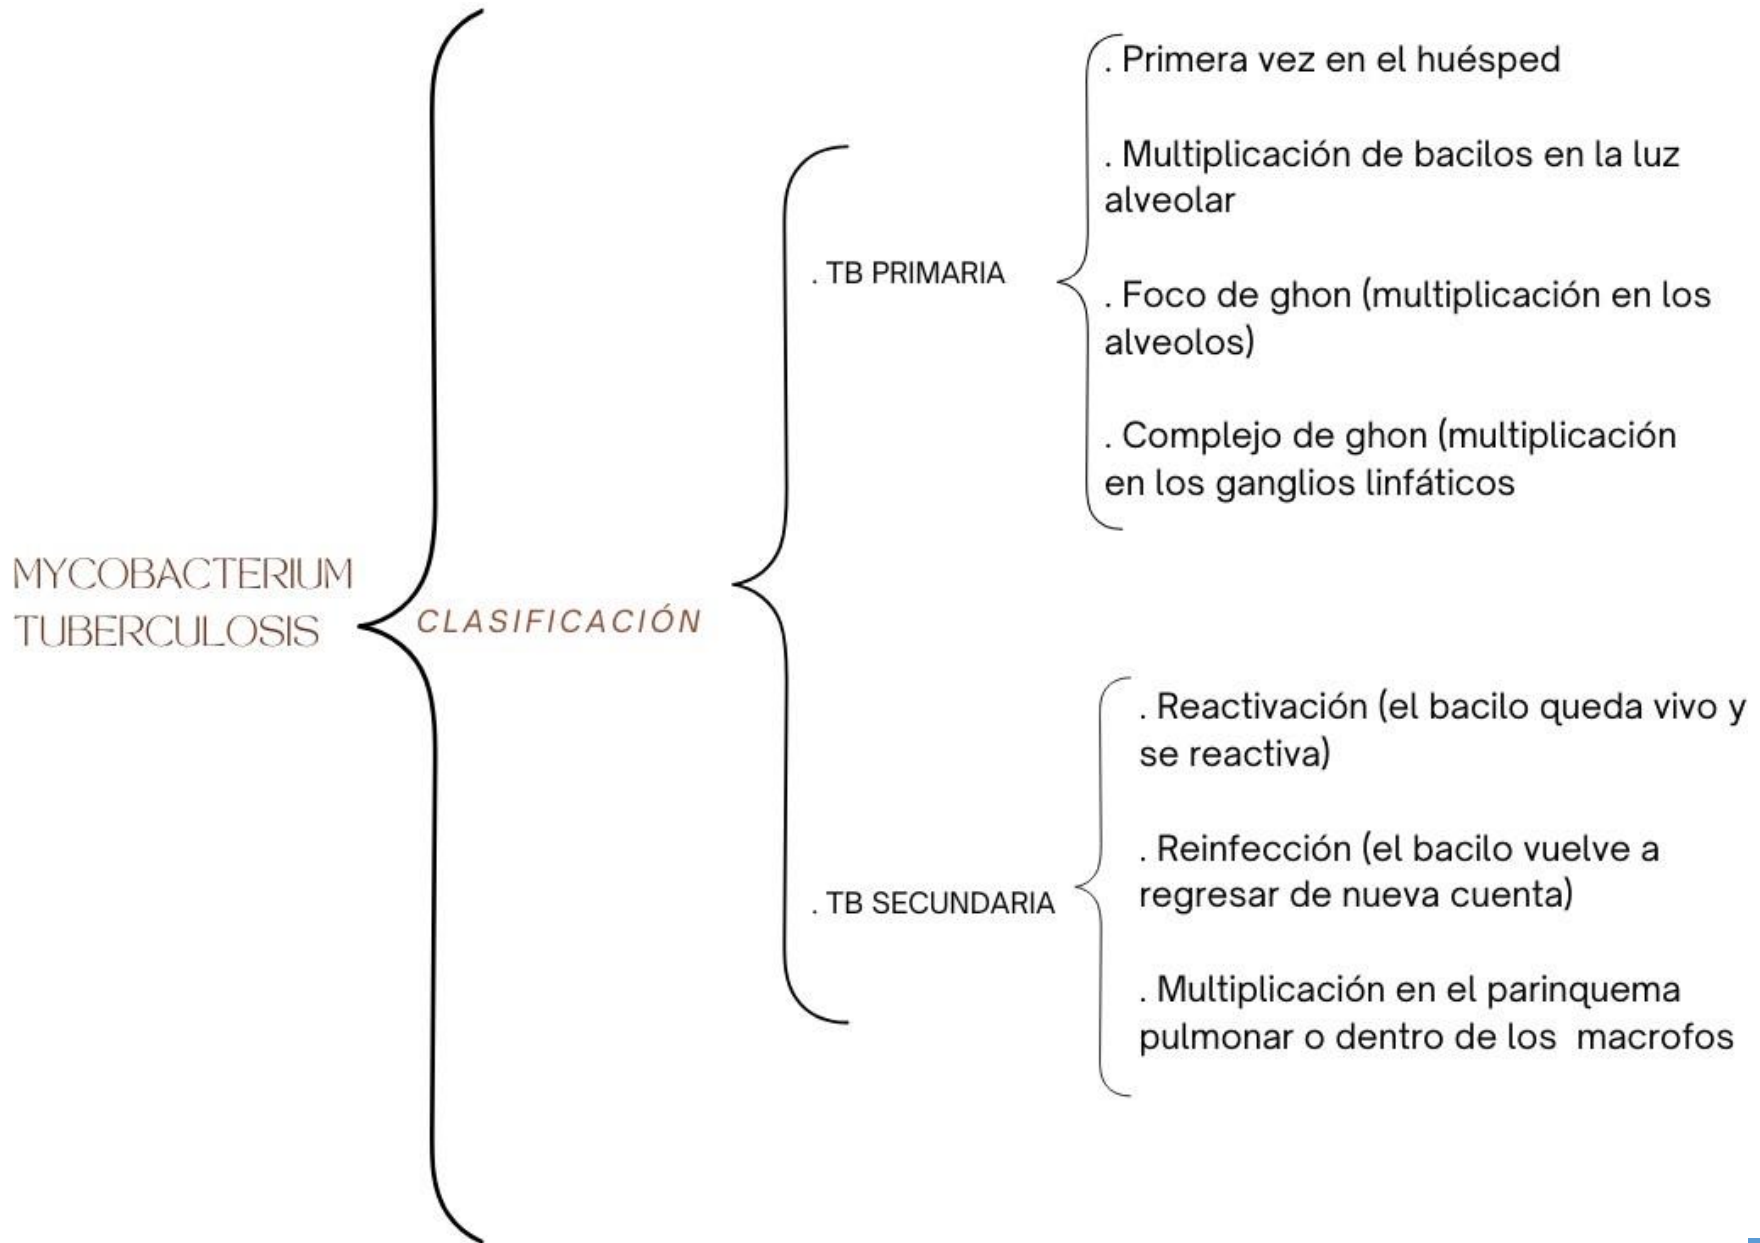 MYCOBACTERIUM
TUBERCULOSIS
CLASIFICACIÓN
. TB PRIMARIA
. Primera vez en el huésped
. Multiplicación de bacilos en la luz
alveolar
. Foco de ghon (multiplicación en los
alveolos)
. Complejo de ghon (multiplicación
en los ganglios linfáticos
. TB SECUNDARIA
. Reactivación (el bacilo queda vivo y
se reactiva)
. Reinfección (el bacilo vuelve a
regresar de nueva cuenta)
. Multiplicación en el parinquema
pulmonar o dentro de los  macrofos